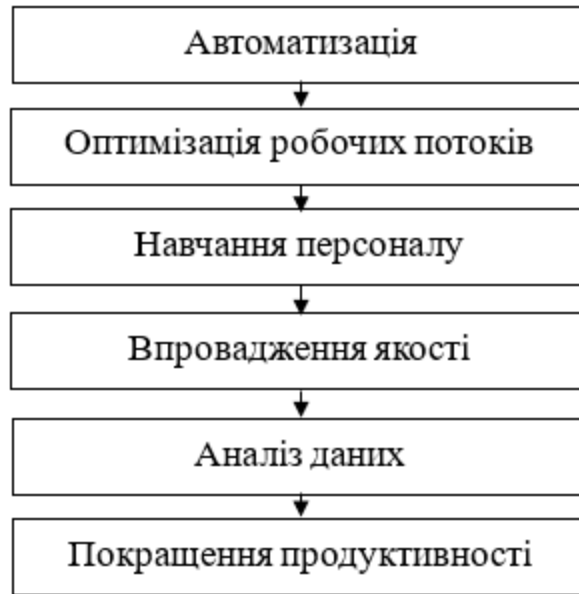 Автоматизація
Оптимізація робочих потоків
Навчання персоналу
Впровадження якості
Аналіз даних
Покращення продуктивності